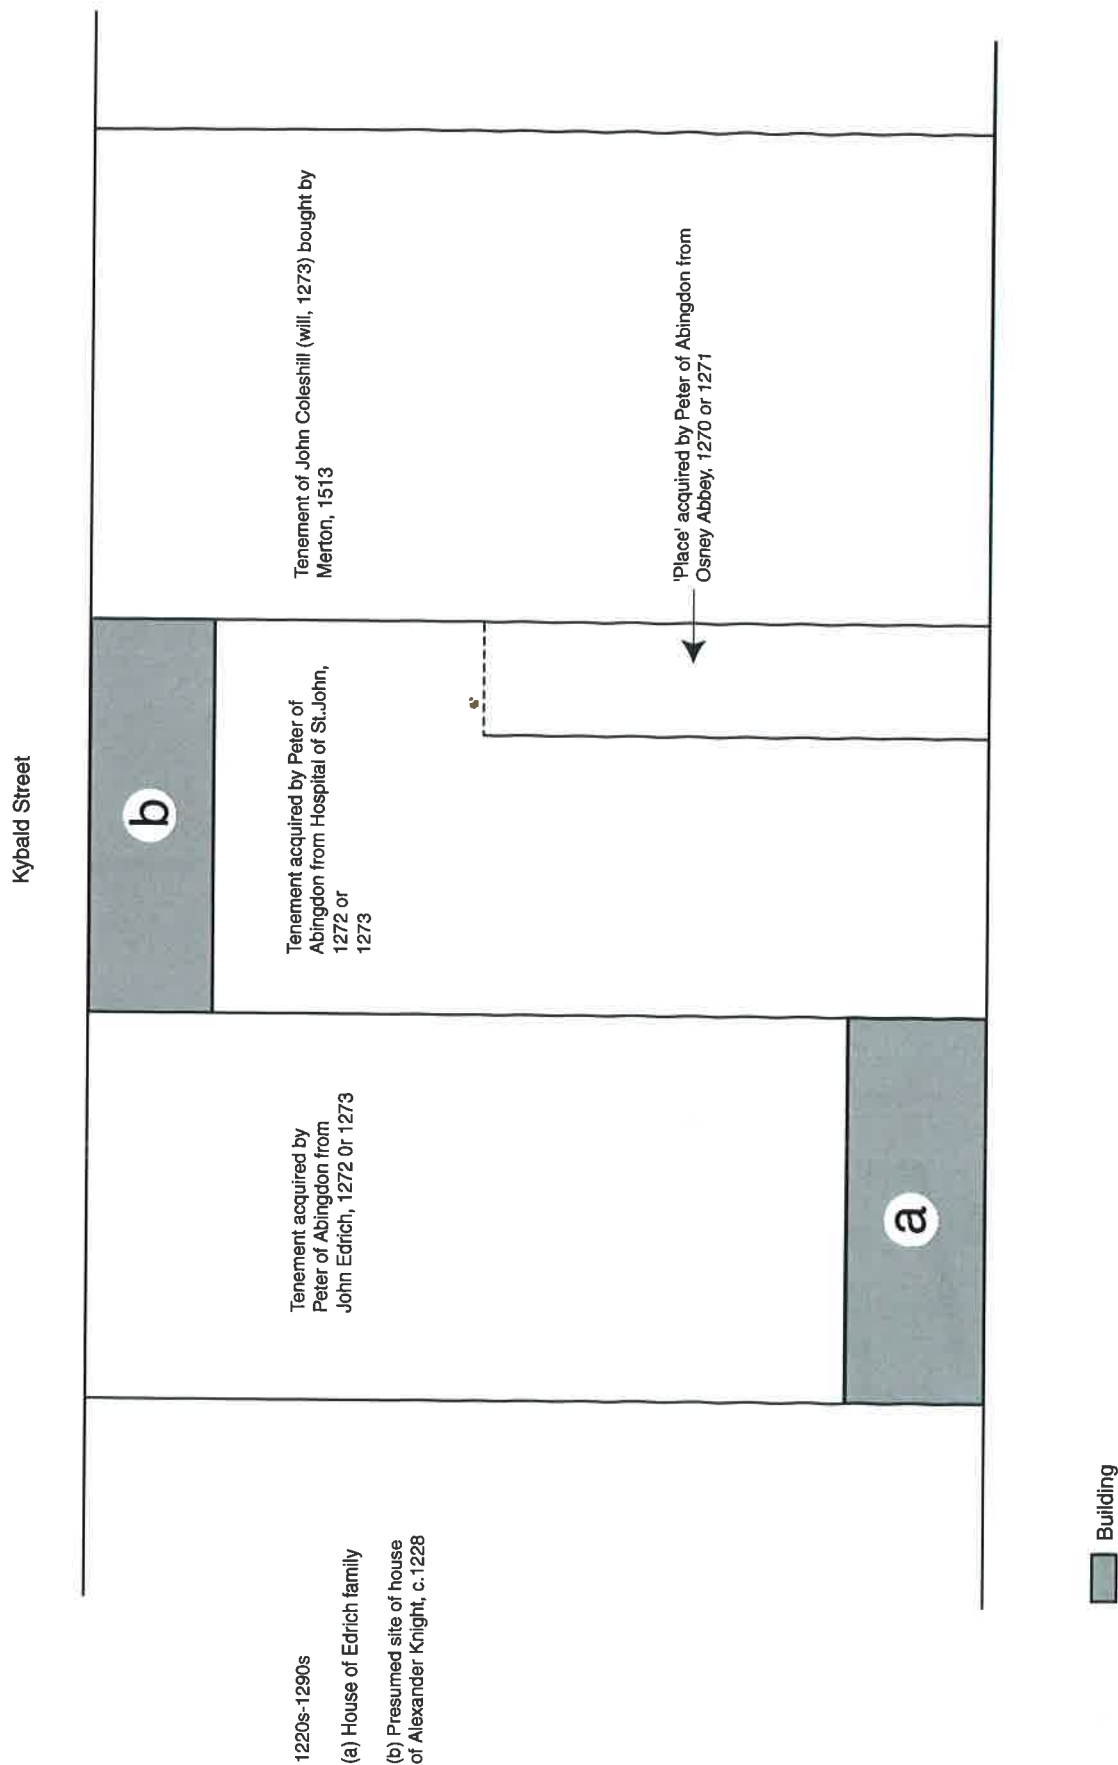 Kybald Street
b
Tenement acquired by
Peter of Abingdon from
John Edrich, 1272 0r 1273
Tenement acquired by Peter of
Abingdon from Hospital of St.John,
1272 or
1273
Tenement of John Coleshill (will, 1273) bought by
Merton, 1513
'Place' acquired by Peter of Abingdon from
Osney Abbey, 1270 or 1271
a
1220s-1290s
(a) House of Edrich family
(b) Presumed site of house
of Alexander Knight, c.1228
Building